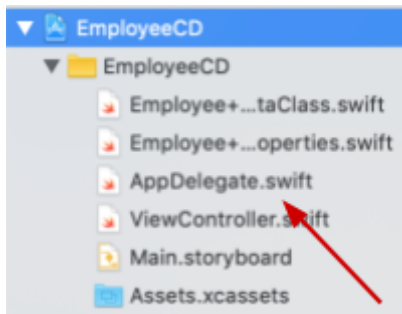 EmployeeCD
EmployeeCD
Employee+...taClass.swift
Employee+...operties.swift
AppDelegate.swift
ViewController.swift
Main.storyboard
Assets.xcassets